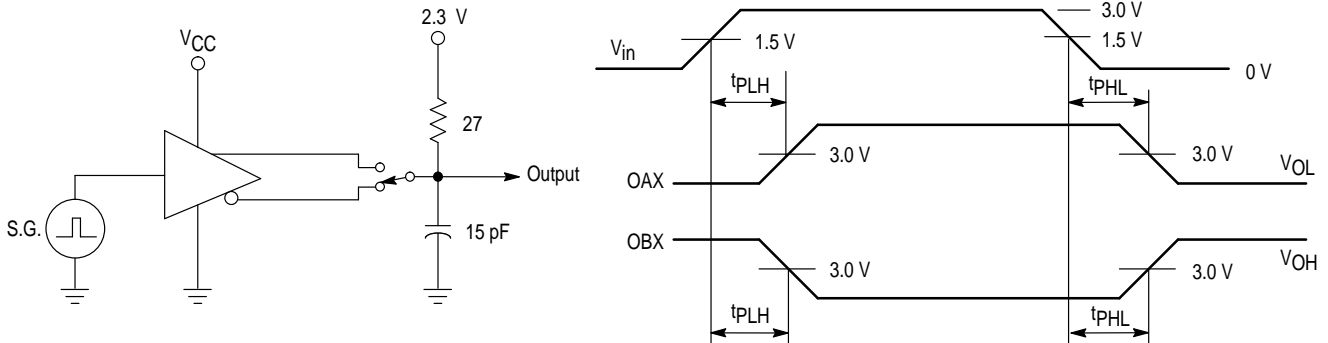 2.3 V
VCC
27
Output
S.G.
15 pF
3.0 V
1.5 V
1.5 V
Vin
0 V
tPLH
tPHL
3.0 V
3.0 V
VOL
OAX
OBX
3.0 V
3.0 V
VOH
tPLH
tPHL